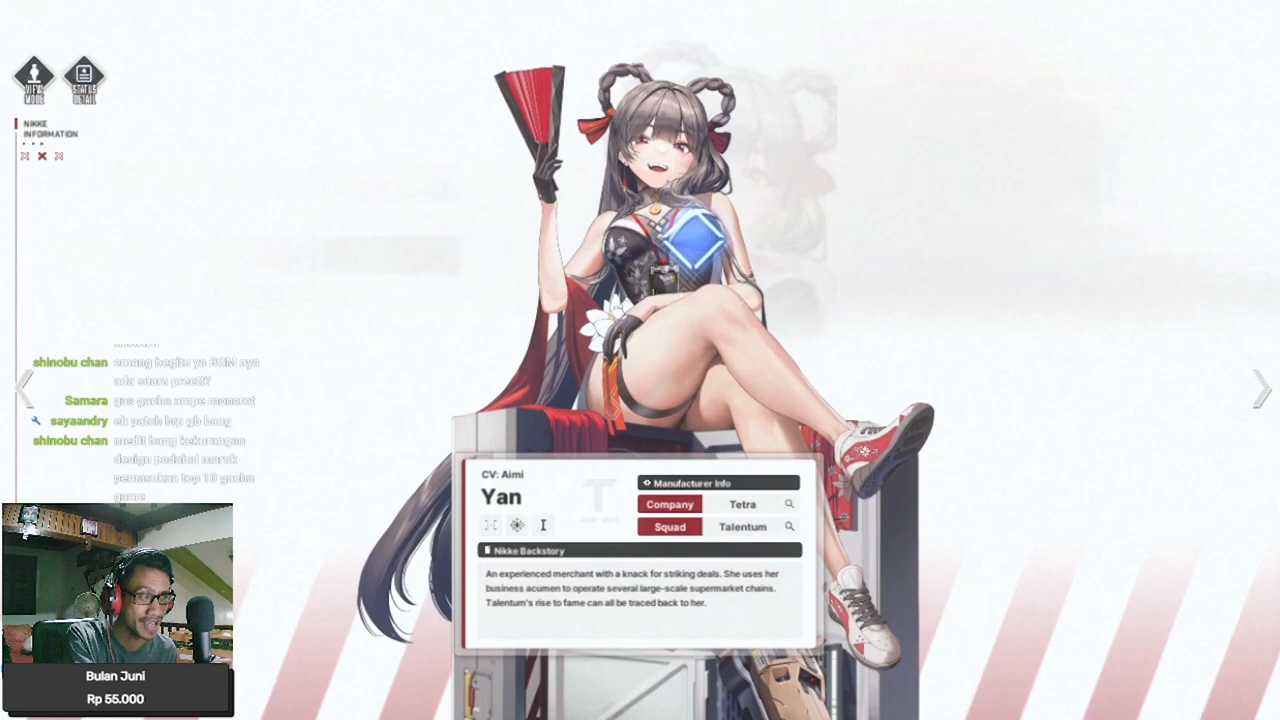 VIEW
MODE
STATUS
DETAIL
NIKKE
INFORMATION
shinobu chan emang begitu ya BGM nya
ada suara preett?
Samara gas gacha ampe moncrot
sayaandry eh patch brp gb bang
shinobu chan medit bang kekurangan
design padahal maruk
pemasukan top 10 gacha
game
CV: Aimi
Yan
Manufacturer Info
Company Tetra
Squad Talentum
Nikke Backstory
An experienced merchant with a knack for striking deals. She uses her
business acumen to operate several large-scale supermarket chains.
Talentum's rise to fame can all be traced back to her.
Bulan Juni
Rp 55.000